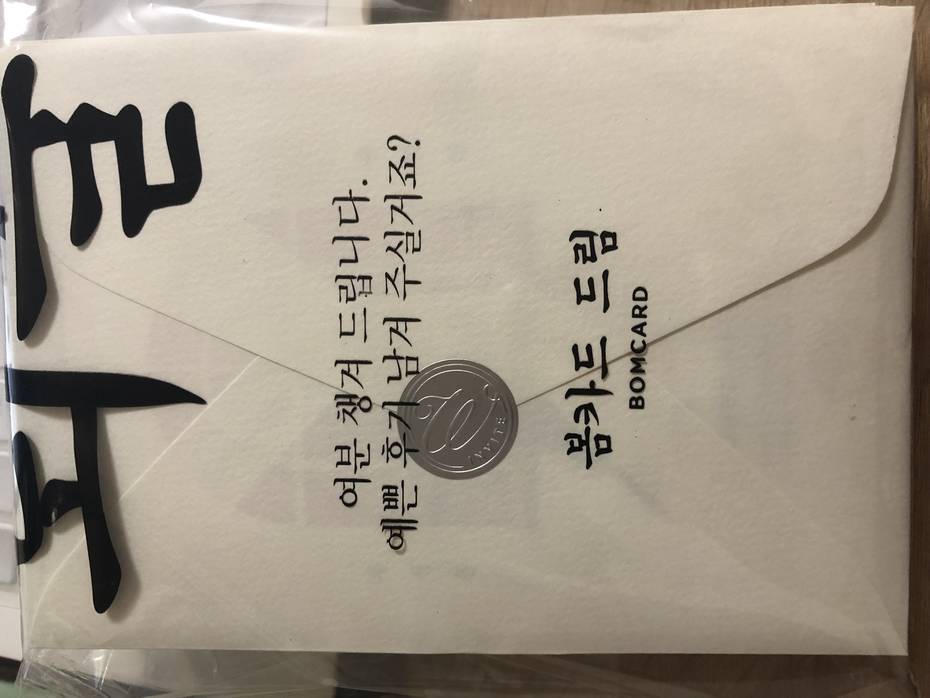 여분 챙겨 드립니다.
예쁜 후기 남겨 주실거죠?
INVITE
봄카드 드림
BOMCARD